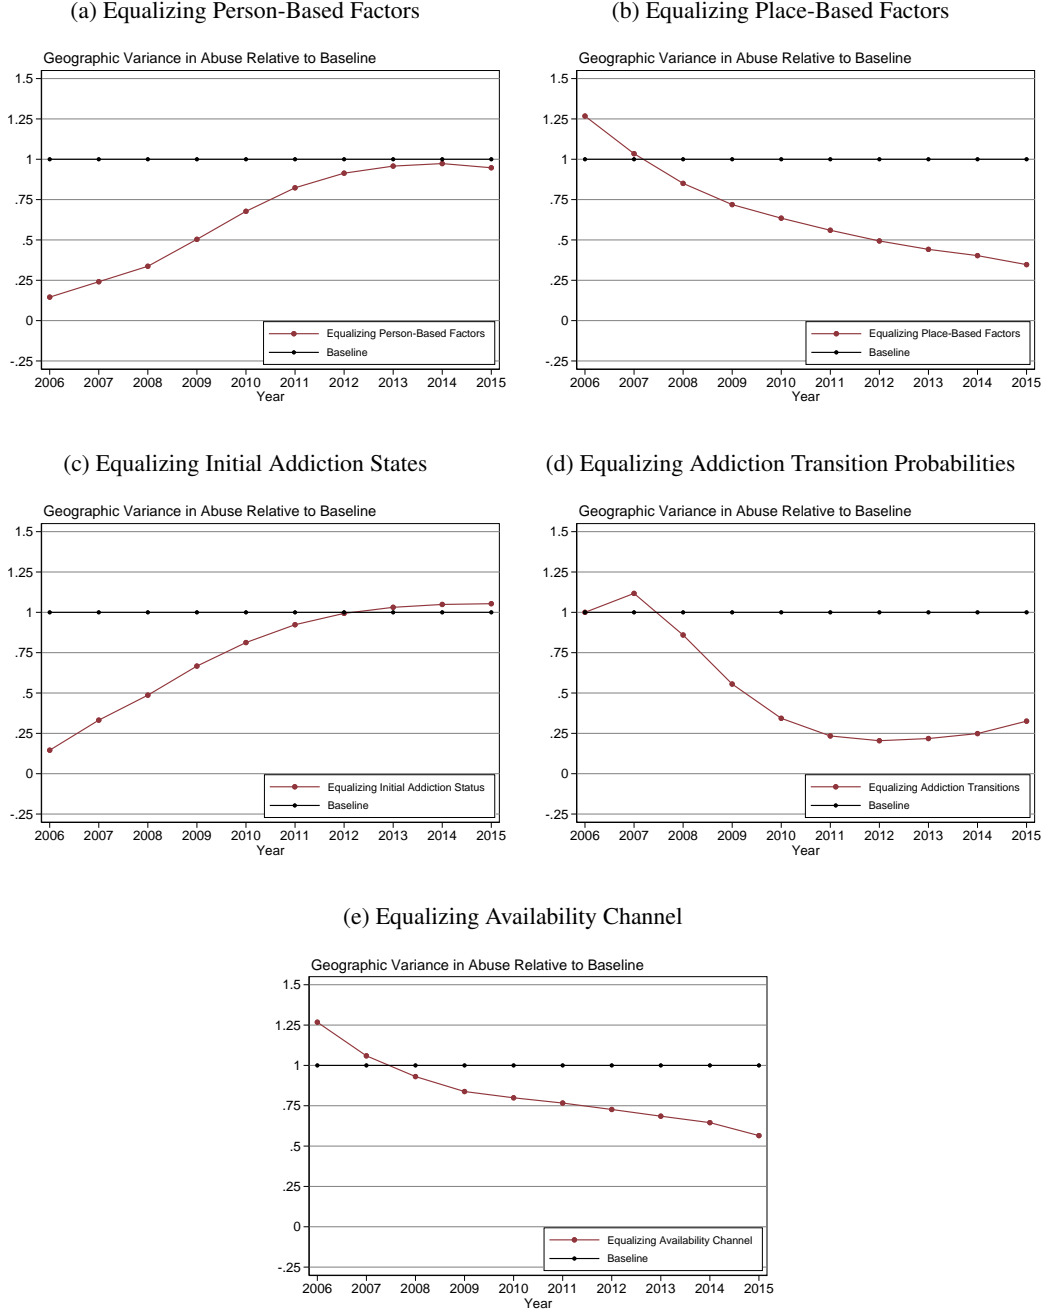 (a) Equalizing Person-Based Factors
Geographic Variance in Abuse Relative to Baseline
1.5
1.25
1
.75
.5
.25
0
-.25
Equalizing Person-Based Factors
Baseline
2006 2007 2008 2009 2010 2011 2012 2013 2014 2015
Year
(b) Equalizing Place-Based Factors
Geographic Variance in Abuse Relative to Baseline
1.5
1.25
1
.75
.5
.25
0
-.25
Equalizing Place-Based Factors
Baseline
2006 2007 2008 2009 2010 2011 2012 2013 2014 2015
Year
(c) Equalizing Initial Addiction States
Geographic Variance in Abuse Relative to Baseline
1.5
1.25
1
.75
.5
.25
0
-.25
Equalizing Initial Addiction Status
Baseline
2006 2007 2008 2009 2010 2011 2012 2013 2014 2015
Year
(d) Equalizing Addiction Transition Probabilities
Geographic Variance in Abuse Relative to Baseline
1.5
1.25
1
.75
.5
.25
0
-.25
Equalizing Addiction Transitions
Baseline
2006 2007 2008 2009 2010 2011 2012 2013 2014 2015
Year
(e) Equalizing Availability Channel
Geographic Variance in Abuse Relative to Baseline
1.5
1.25
1
.75
.5
.25
0
-.25
Equalizing Availability Channel
Baseline
2006 2007 2008 2009 2010 2011 2012 2013 2014 2015
Year